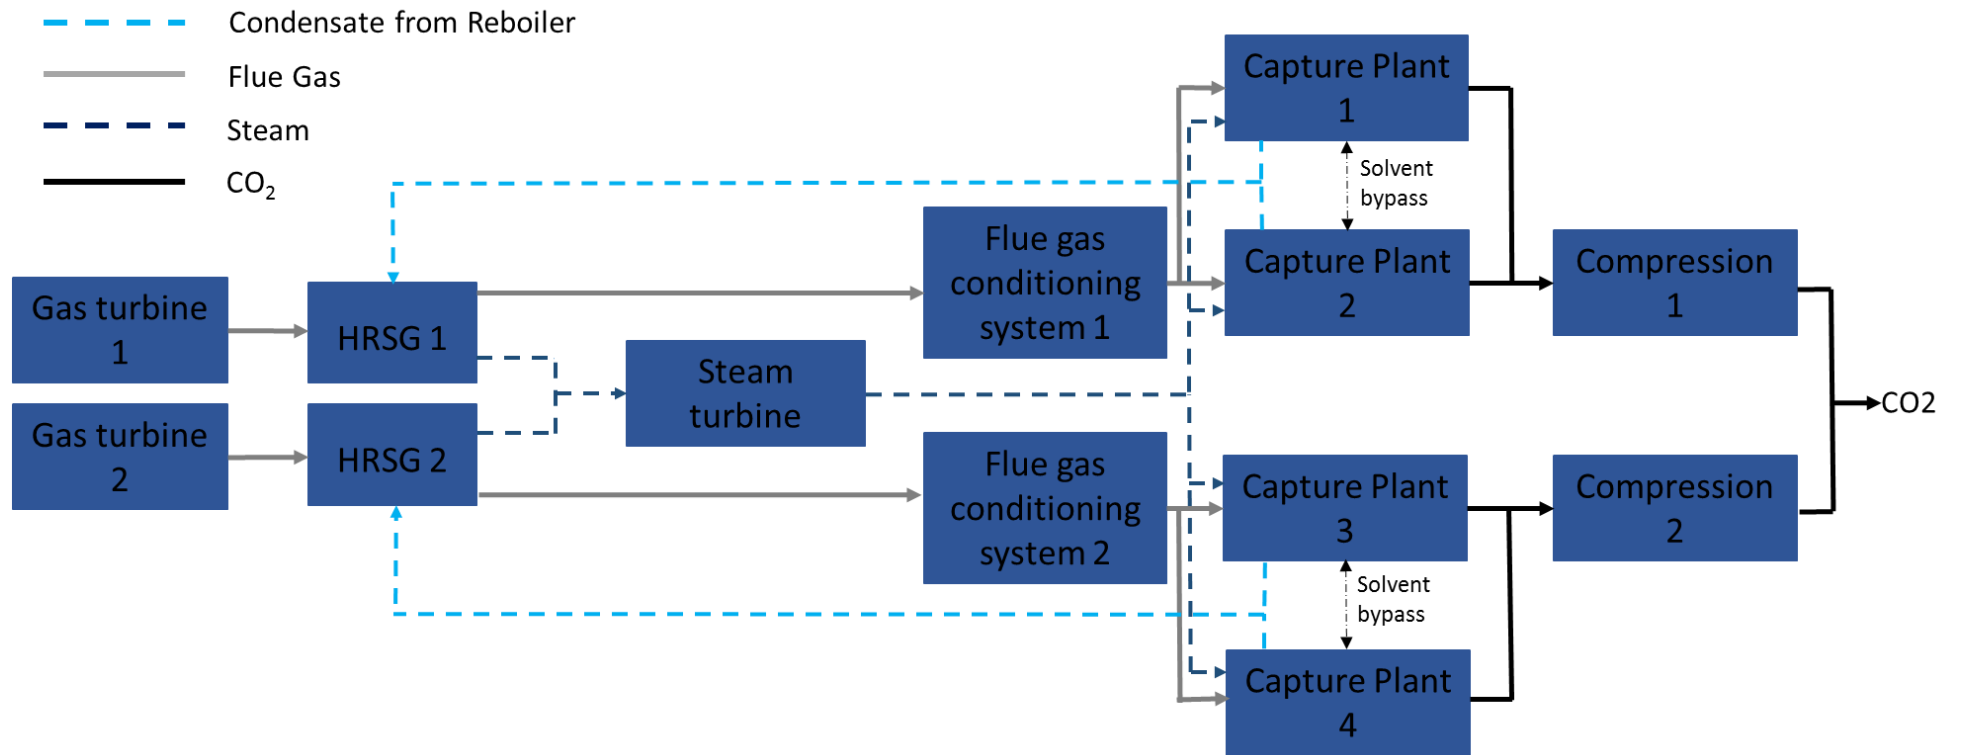 Condensate from Reboiler
Flue Gas
Steam
CO₂
Capture Plant
1
Solvent
bypass
Flue gas
conditioning
system 1
Capture Plant
2
Compression
1
Gas turbine
1
HRSG 1
Steam
turbine
CO2
Gas turbine
2
HRSG 2
Flue gas
conditioning
system 2
Capture Plant
3
Compression
2
Solvent
bypass
Capture Plant
4